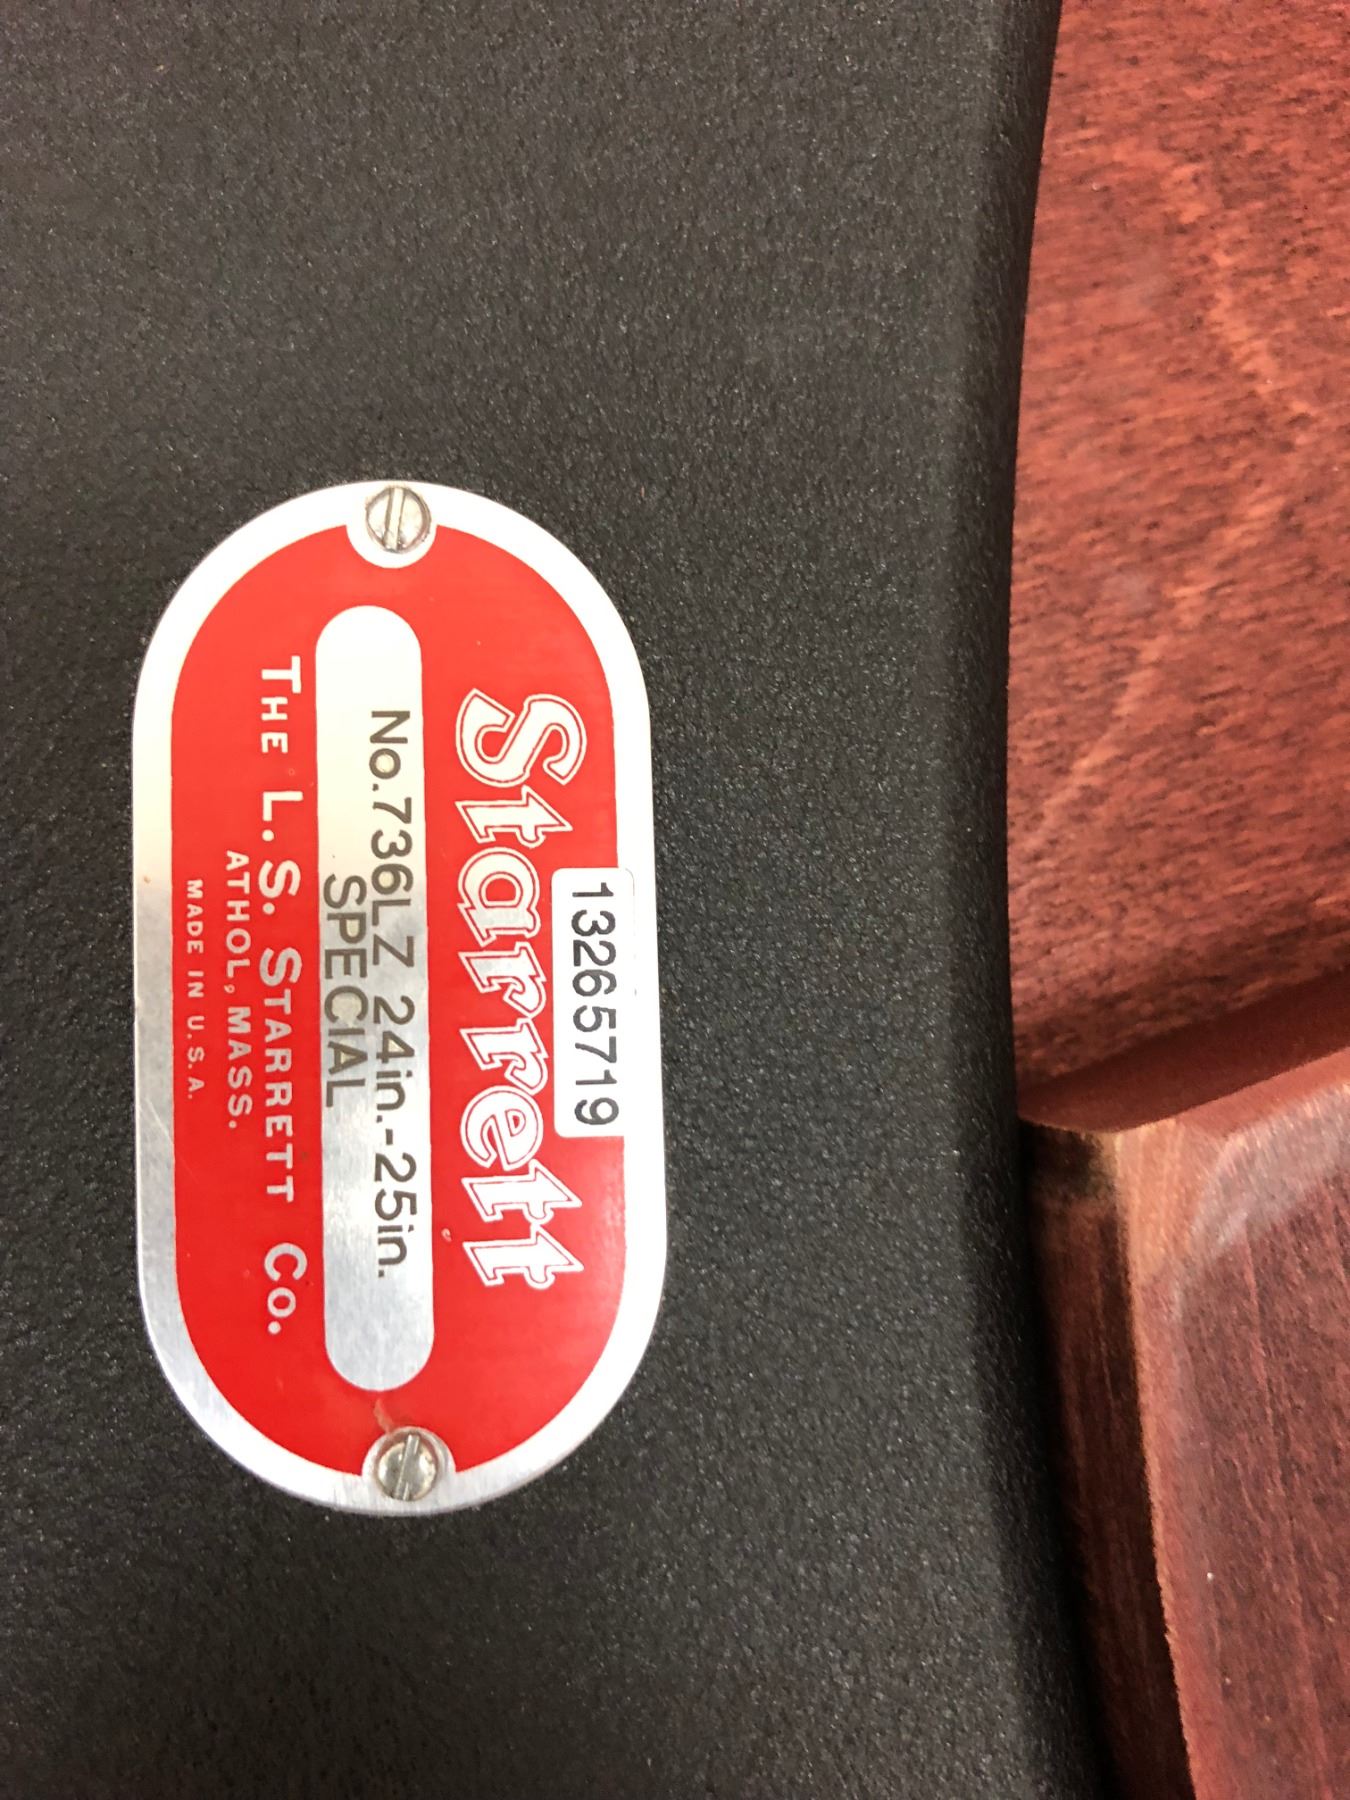 13265719
Starrett
No.736LZ 24in.-25in.
SPECIAL
THE L. S. STARRETT CO.
ATHOL, MASS.
MADE IN U.S.A.